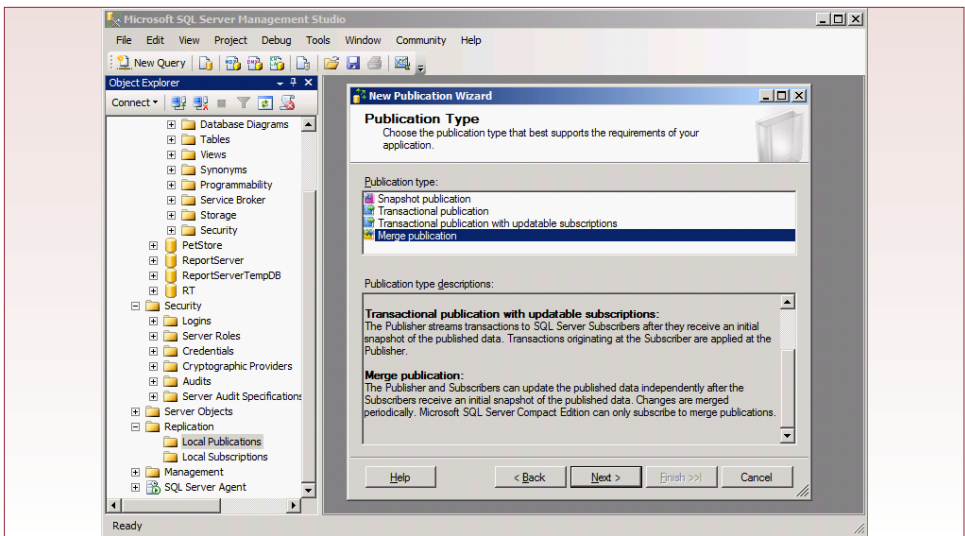 Microsoft SQL Server Management Studio
File Edit View Project Debug Tools Window Community Help
New Query
Object Explorer
Connect
Database Diagrams
Tables
Views
Synonyms
Programmability
Service Broker
Storage
Security
PetStore
ReportServer
ReportServerTempDB
RT
Security
Logins
Server Roles
Credentials
Cryptographic Providers
Audits
Server Audit Specifications
Server Objects
Replication
Local Publications
Local Subscriptions
Management
SQL Server Agent
New Publication Wizard
Publication Type
Choose the publication type that best supports the requirements of your
application.
Publication type:
Snapshot publication
Transactional publication
Transactional publication with updatable subscriptions
Merge publication
Publication type descriptions:
Transactional publication with updatable subscriptions:
The Publisher streams transactions to SQL Server Subscribers after they receive an initial
snapshot of the published data. Transactions originating at the Subscriber are applied at the
Publisher.
Merge publication:
The Publisher and Subscribers can update the published data independently after the
Subscribers receive an initial snapshot of the published data. Changes are merged
periodically. Microsoft SQL Server Compact Edition can only subscribe to merge publications.
Help < Back Next > Finish >>| Cancel
Ready